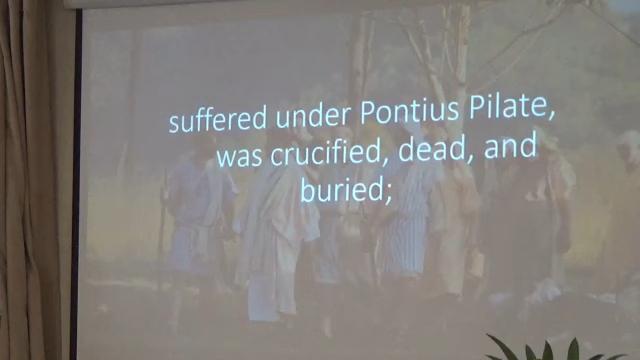 suffered under Pontius Pilate,
was crucified, dead, and
buried;